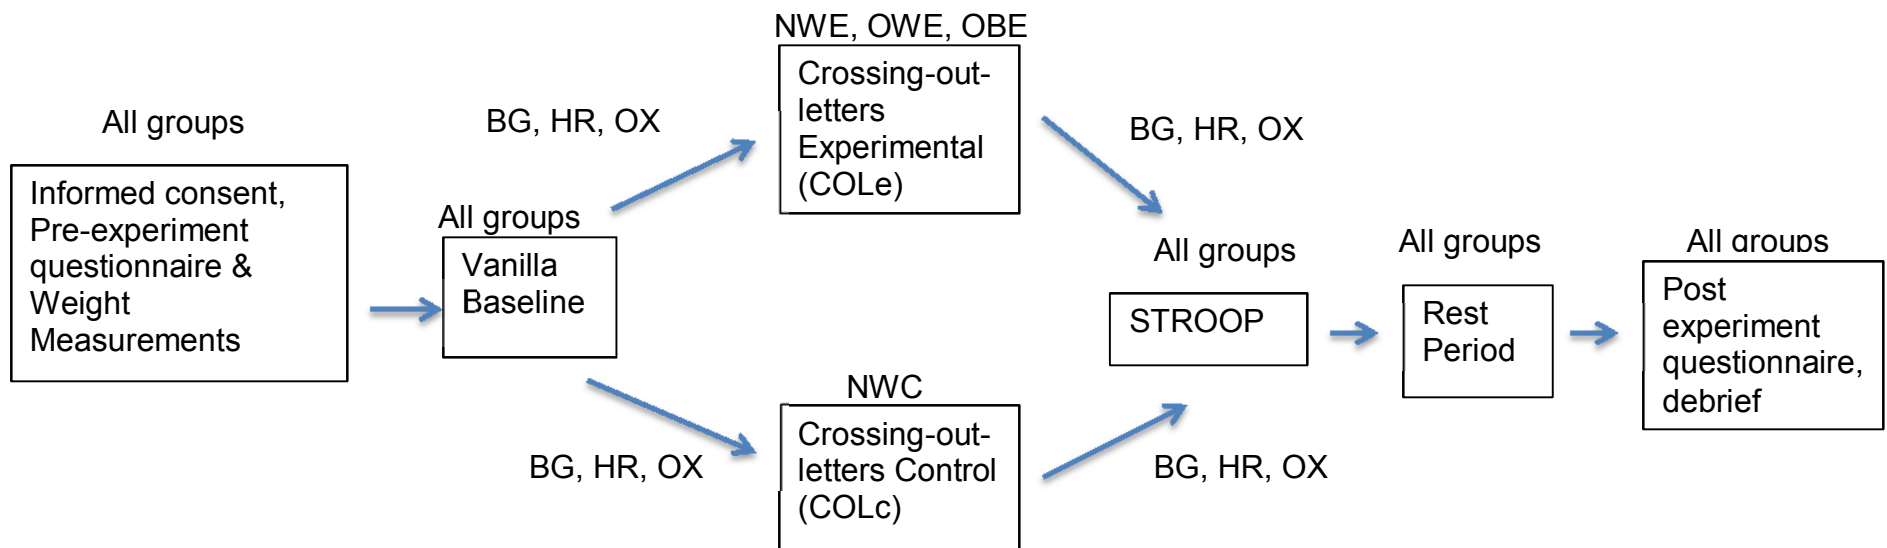 All groups
Informed consent,
Pre-experiment
questionnaire &
Weight
Measurements
All groups
Vanilla
Baseline
BG, HR, OX
BG, HR, OX
NWE, OWE, OBE
Crossing-out-
letters
Experimental
(COLe)
NWC
Crossing-out-
letters Control
(COLc)
BG, HR, OX
BG, HR, OX
All groups
STROOP
All groups
Rest
Period
All groups
Post
experiment
questionnaire,
debrief